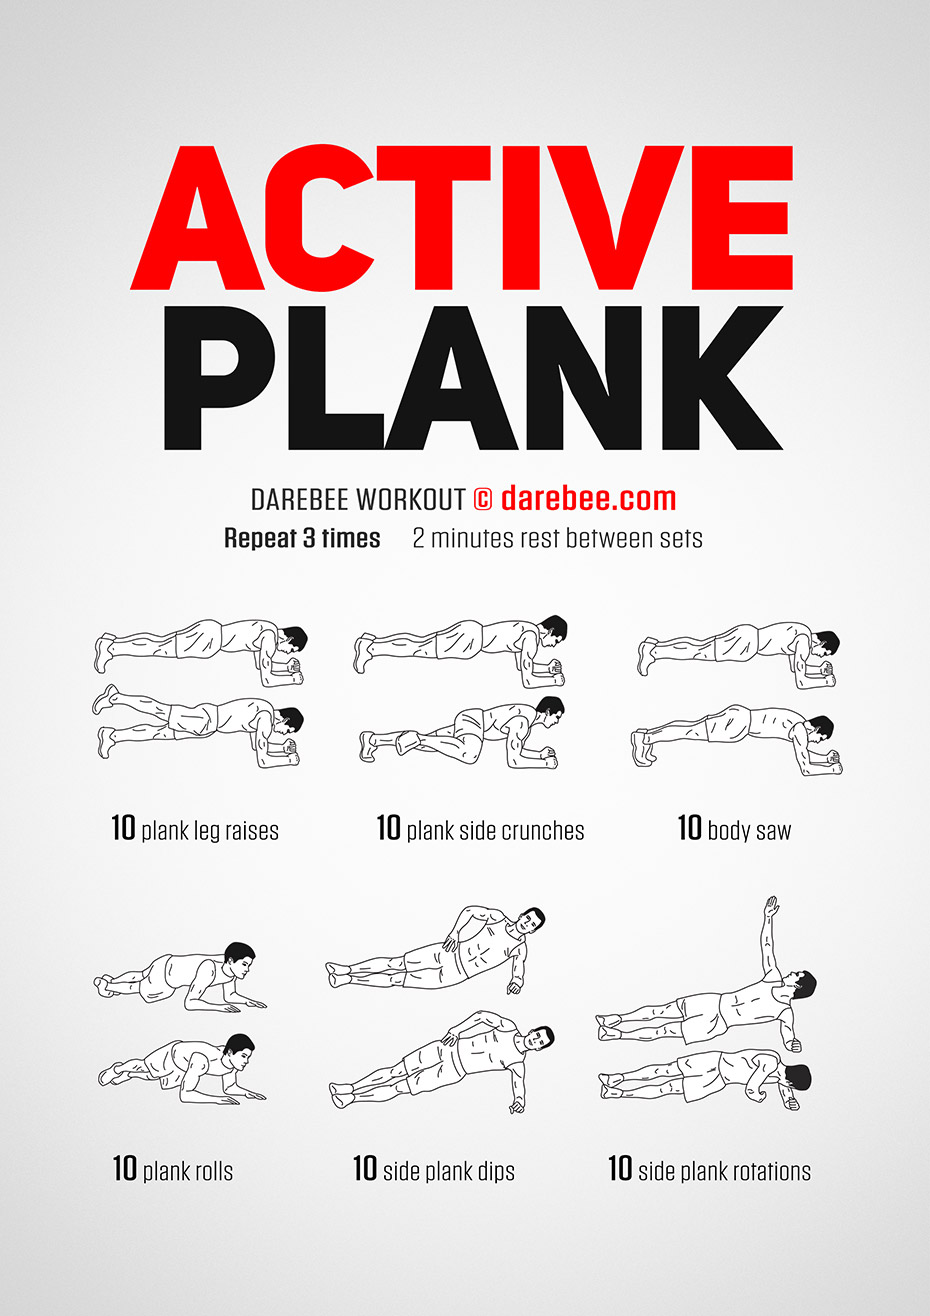 ACTIVE
PLANK
DAREBEE WORKOUT © darebee.com
Repeat 3 times 2 minutes rest between sets
10 plank leg raises
10 plank side crunches
10 body saw
10 plank rolls
10 side plank dips
10 side plank rotations